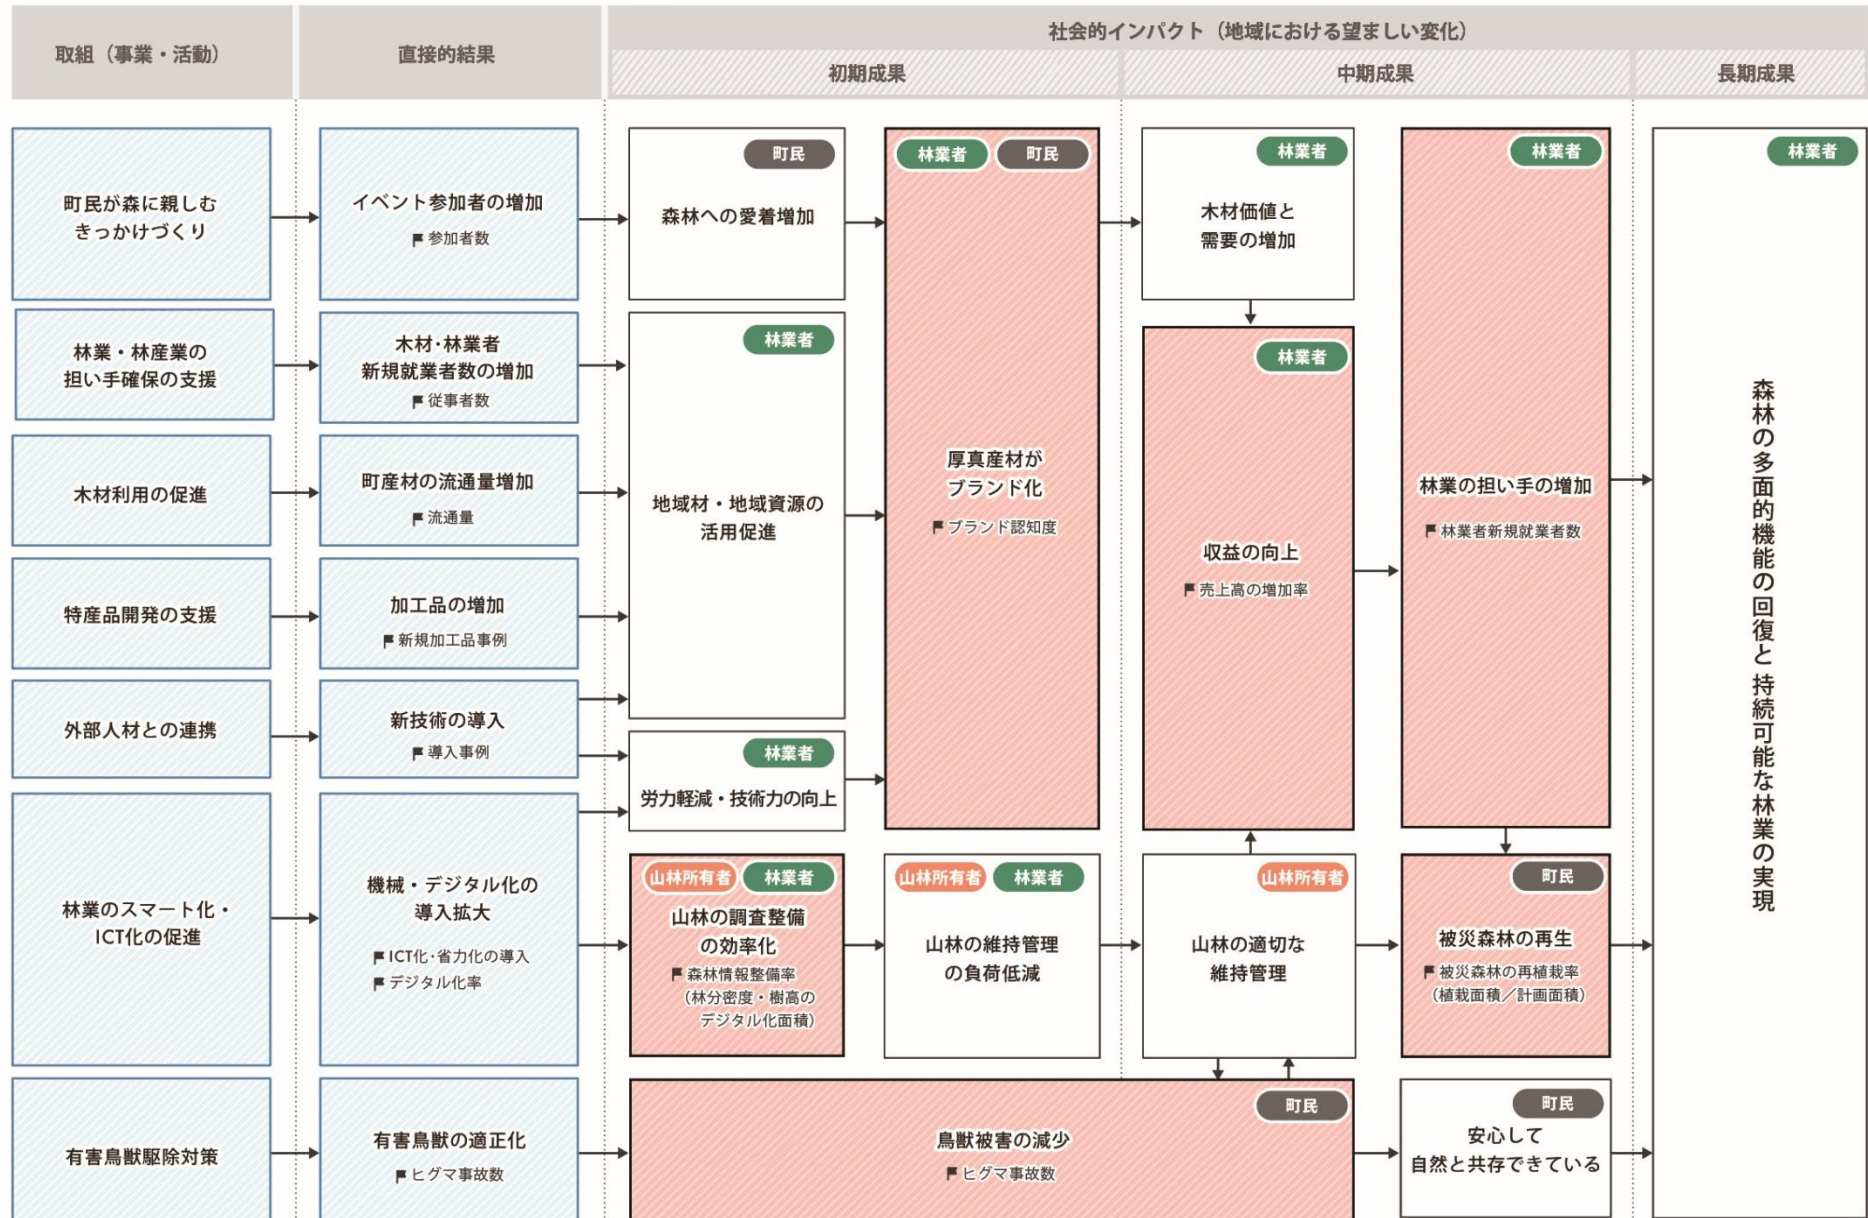 取組（事業・活動）
直接的結果
社会的インパクト（地域における望ましい変化）
初期成果
中期成果
長期成果
町民が森に親しむ
きっかけづくり
イベント参加者の増加
参加者数
町民
森林への愛着増加
林業者
町民
厚真産材が
ブランド化
ブランド認知度
林業者
木材価値と
需要の増加
林業者
林業の担い手の増加
林業者新規就業者数
林業者
森林の多面的機能の回復と持続可能な林業の実現
林業・林産業の
担い手確保の支援
木材・林業者
新規就業者数の増加
従事者数
林業者
地域材・地域資源の
活用促進
林業者
収益の向上
売上高の増加率
木材利用の促進
町産材の流通量増加
流通量
特産品開発の支援
加工品の増加
新規加工品事例
外部人材との連携
新技術の導入
導入事例
林業者
労力軽減・技術力の向上
林業のスマート化・
ICT化の促進
機械・デジタル化の
導入拡大
ICT化・省力化の導入
デジタル化率
山林所有者
林業者
山林の調査整備
の効率化
森林情報整備率
（林分密度・樹高の
デジタル化面積）
山林所有者
林業者
山林の維持管理
の負荷低減
山林所有者
山林の適切な
維持管理
町民
被災森林の再生
被災森林の再植栽率
（植栽面積／計画面積）
有害鳥獣駆除対策
有害鳥獣の適正化
ヒグマ事故数
町民
鳥獣被害の減少
ヒグマ事故数
町民
安心して
自然と共存できている